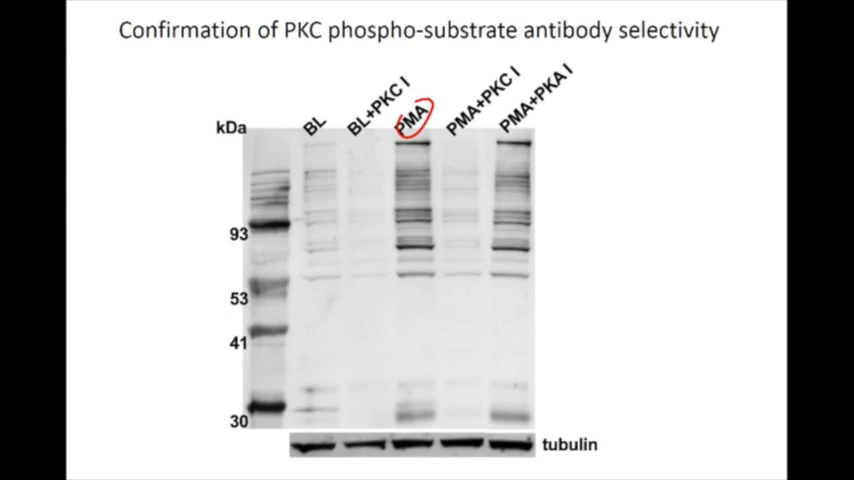 Confirmation of PKC phospho-substrate antibody selectivity
kDa
BL
BL+PKC I
PMA
PMA+PKC I
PMA+PKA I
93
53
41
30
tubulin